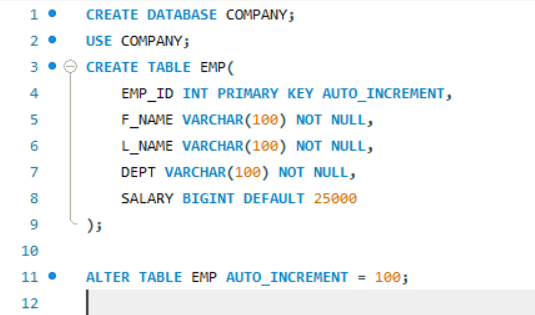 1 CREATE DATABASE COMPANY;
2 USE COMPANY;
3 CREATE TABLE EMP(
4 EMP_ID INT PRIMARY KEY AUTO_INCREMENT,
5 F_NAME VARCHAR(100) NOT NULL,
6 L_NAME VARCHAR(100) NOT NULL,
7 DEPT VARCHAR(100) NOT NULL,
8 SALARY BIGINT DEFAULT 25000
9 );
10
11 ALTER TABLE EMP AUTO_INCREMENT = 100;
12